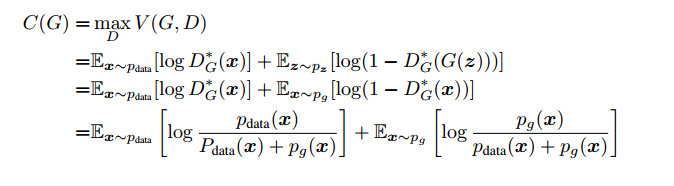 C(G) = max_D V(G, D)
=𝔼_{x∼p_data}[log D*_G(x)] + 𝔼_{z∼p_z}[log(1 − D*_G(G(z)))]
=𝔼_{x∼p_data}[log D*_G(x)] + 𝔼_{x∼p_g}[log(1 − D*_G(x))]
=𝔼_{x∼p_data} [log p_data(x) / (P_data(x) + p_g(x))] + 𝔼_{x∼p_g} [log p_g(x) / (p_data(x) + p_g(x))]